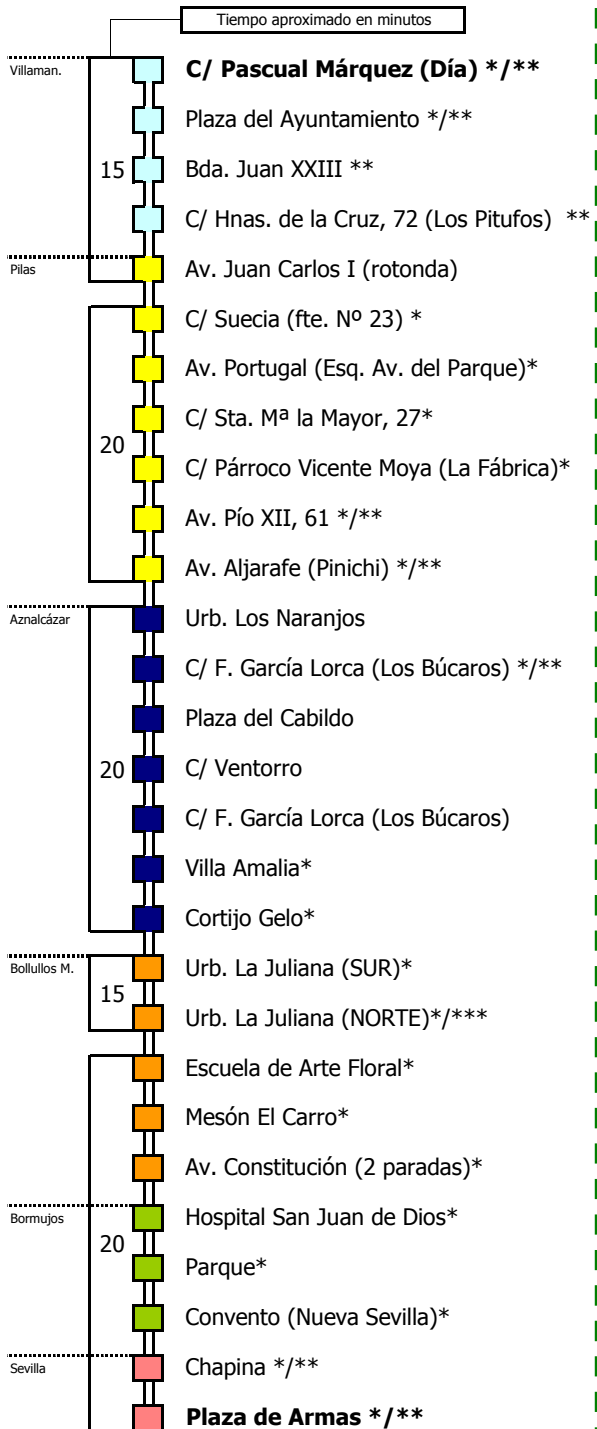 Tiempo aproximado en minutos
Villaman.
C/ Pascual Márquez (Día) */**
Plaza del Ayuntamiento */**
15
Bda. Juan XXIII **
C/ Hnas. de la Cruz, 72 (Los Pitufos) **
Pilas
Av. Juan Carlos I (rotonda)
C/ Suecia (fte. Nº 23) *
Av. Portugal (Esq. Av. del Parque)*
C/ Sta. Mª la Mayor, 27*
20
C/ Párroco Vicente Moya (La Fábrica)*
Av. Pío XII, 61 */**
Av. Aljarafe (Pinichi) */**
Aznalcázar
Urb. Los Naranjos
C/ F. García Lorca (Los Búcaros) */**
Plaza del Cabildo
20
C/ Ventorro
C/ F. García Lorca (Los Búcaros)
Villa Amalia*
Cortijo Gelo*
Bollullos M.
Urb. La Juliana (SUR)*
15
Urb. La Juliana (NORTE)*/***
Escuela de Arte Floral*
Mesón El Carro*
Av. Constitución (2 paradas)*
Bormujos
Hospital San Juan de Dios*
20
Parque*
Convento (Nueva Sevilla)*
Sevilla
Chapina */**
Plaza de Armas */**